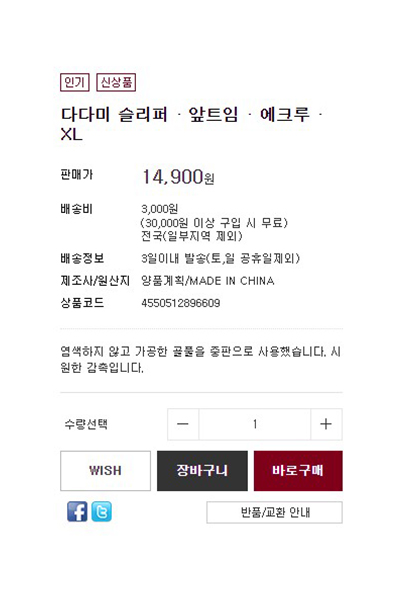 인기 신상품
다다미 슬리퍼 · 앞트임 · 에크루 ·
XL
판매가 14,900원
배송비 3,000원
(30,000원 이상 구입 시 무료)
전국(일부지역 제외)
배송정보 3일이내 발송(토,일 공휴일제외)
제조사/원산지 양품계획/MADE IN CHINA
상품코드 4550512896609
염색하지 않고 가공한 골풀을 중판으로 사용했습니다. 시
원한 감촉입니다.
수량선택 － 1 ＋
WISH 장바구니 바로구매
f t 반품/교환 안내